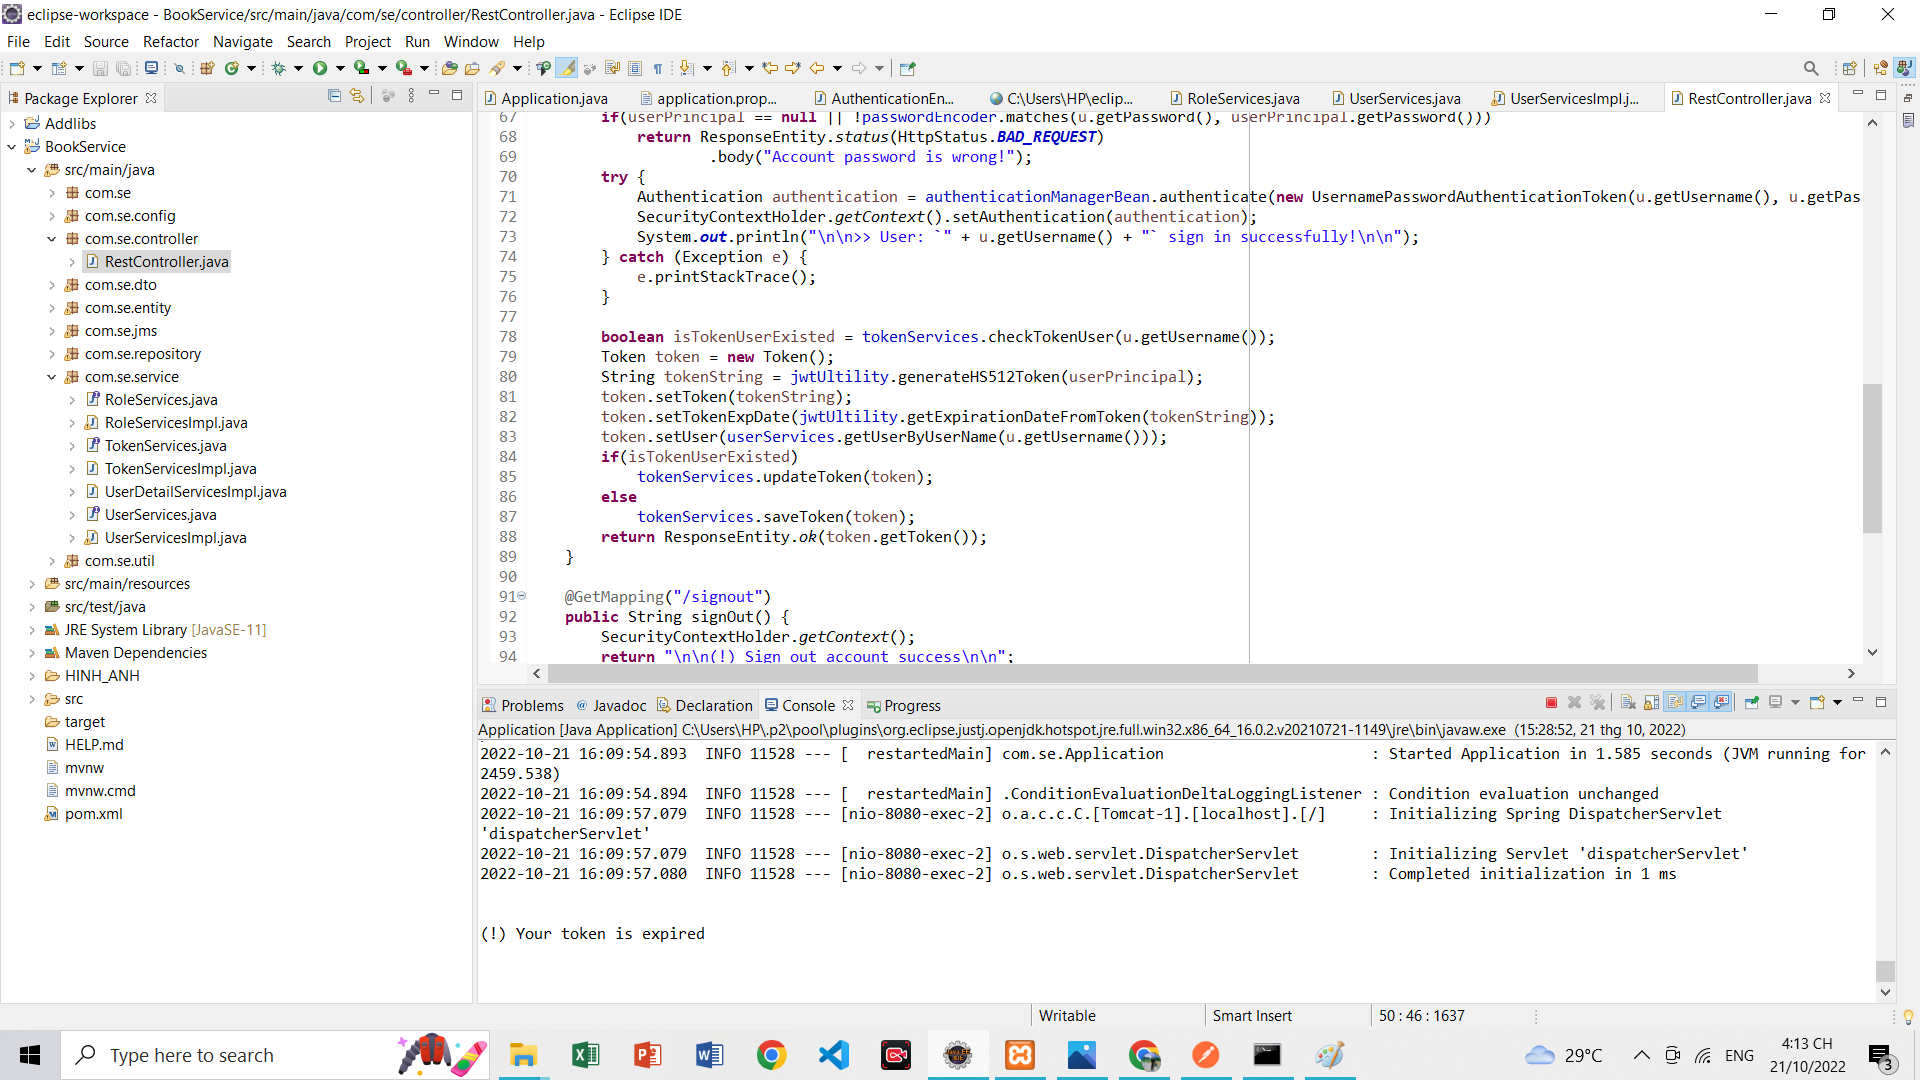 eclipse-workspace - BookService/src/main/java/com/se/controller/RestController.java - Eclipse IDE
File Edit Source Refactor Navigate Search Project Run Window Help
Package Explorer
Addlibs
BookService
src/main/java
com.se
com.se.config
com.se.controller
RestController.java
com.se.dto
com.se.entity
com.se.jms
com.se.repository
com.se.service
RoleServices.java
RoleServicesImpl.java
TokenServices.java
TokenServicesImpl.java
UserDetailServicesImpl.java
UserServices.java
UserServicesImpl.java
com.se.util
src/main/resources
src/test/java
JRE System Library [JavaSE-11]
Maven Dependencies
HINH_ANH
src
target
HELP.md
mvnw
mvnw.cmd
pom.xml
Application.java application.prop... AuthenticationEn... C:\Users\HP\eclip... RoleServices.java UserServices.java UserServicesImpl.j... RestController.java
67 if(userPrincipal == null || !passwordEncoder.matches(u.getPassword(), userPrincipal.getPassword()))
68 return ResponseEntity.status(HttpStatus.BAD_REQUEST)
69 .body("Account password is wrong!");
70 try {
71 Authentication authentication = authenticationManagerBean.authenticate(new UsernamePasswordAuthenticationToken(u.getUsername(), u.getPas
72 SecurityContextHolder.getContext().setAuthentication(authentication);
73 System.out.println("\n\n>> User: `" + u.getUsername() + "` sign in successfully!\n\n");
74 } catch (Exception e) {
75 e.printStackTrace();
76 }
77
78 boolean isTokenUserExisted = tokenServices.checkTokenUser(u.getUsername());
79 Token token = new Token();
80 String tokenString = jwtUltility.generateHS512Token(userPrincipal);
81 token.setToken(tokenString);
82 token.setTokenExpDate(jwtUltility.getExpirationDateFromToken(tokenString));
83 token.setUser(userServices.getUserByUserName(u.getUsername()));
84 if(isTokenUserExisted)
85 tokenServices.updateToken(token);
86 else
87 tokenServices.saveToken(token);
88 return ResponseEntity.ok(token.getToken());
89 }
90
91 @GetMapping("/signout")
92 public String signOut() {
93 SecurityContextHolder.getContext();
94 return "\n\n(!) Sign out account success\n\n";
Problems Javadoc Declaration Console Progress
Application [Java Application] C:\Users\HP\.p2\pool\plugins\org.eclipse.justj.openjdk.hotspot.jre.full.win32.x86_64_16.0.2.v20210721-1149\jre\bin\javaw.exe (15:28:52, 21 thg 10, 2022)
2022-10-21 16:09:54.893 INFO 11528 --- [ restartedMain] com.se.Application : Started Application in 1.585 seconds (JVM running for
2459.538)
2022-10-21 16:09:54.894 INFO 11528 --- [ restartedMain] .ConditionEvaluationDeltaLoggingListener : Condition evaluation unchanged
2022-10-21 16:09:57.079 INFO 11528 --- [nio-8080-exec-2] o.a.c.c.C.[Tomcat-1].[localhost].[/] : Initializing Spring DispatcherServlet
'dispatcherServlet'
2022-10-21 16:09:57.079 INFO 11528 --- [nio-8080-exec-2] o.s.web.servlet.DispatcherServlet : Initializing Servlet 'dispatcherServlet'
2022-10-21 16:09:57.080 INFO 11528 --- [nio-8080-exec-2] o.s.web.servlet.DispatcherServlet : Completed initialization in 1 ms
(!) Your token is expired
Writable Smart Insert 50 : 46 : 1637
Type here to search
29°C ENG
4:13 CH
21/10/2022
3